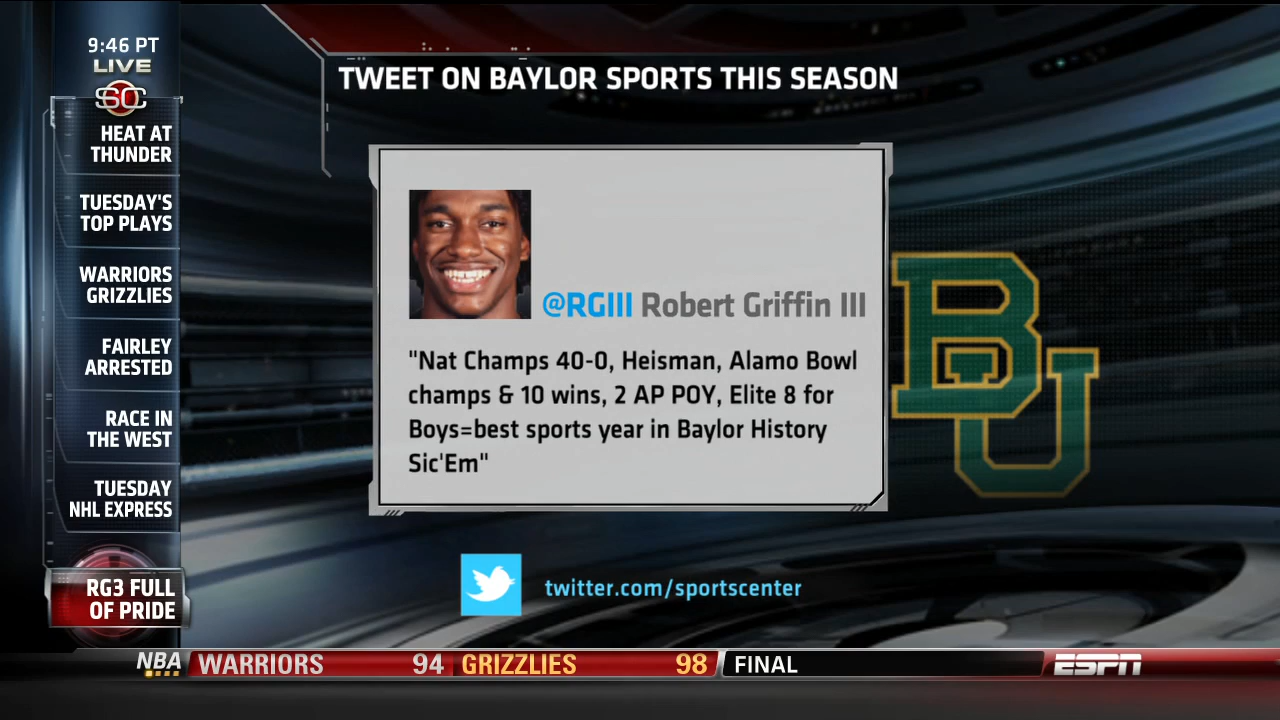 9:46 PT
LIVE
SC
HEAT AT
THUNDER
TUESDAY'S
TOP PLAYS
WARRIORS
GRIZZLIES
FAIRLEY
ARRESTED
RACE IN
THE WEST
TUESDAY
NHL EXPRESS
RG3 FULL
OF PRIDE
TWEET ON BAYLOR SPORTS THIS SEASON
@RGIII Robert Griffin III
"Nat Champs 40-0, Heisman, Alamo Bowl
champs & 10 wins, 2 AP POY, Elite 8 for
Boys=best sports year in Baylor History
Sic'Em"
BU
twitter.com/sportscenter
NBA WARRIORS 94 GRIZZLIES 98 FINAL ESPN